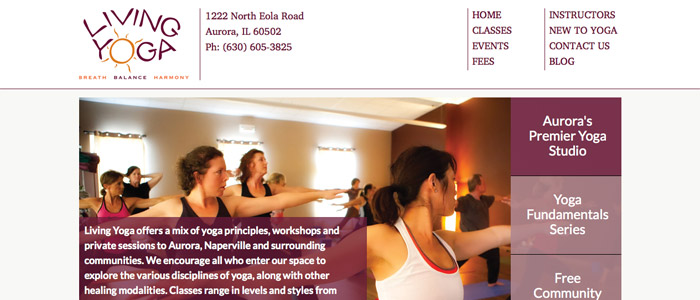 LIVING
YOGA
BREATH BALANCE HARMONY
1222 North Eola Road
Aurora, IL 60502
Ph: (630) 605-3825
HOME
CLASSES
EVENTS
FEES
INSTRUCTORS
NEW TO YOGA
CONTACT US
BLOG
Living Yoga offers a mix of yoga principles, workshops and
private sessions to Aurora, Naperville and surrounding
communities. We encourage all who enter our space to
explore the various disciplines of yoga, along with other
healing modalities. Classes range in levels and styles from
Aurora's
Premier Yoga
Studio
Yoga
Fundamentals
Series
Free
Community